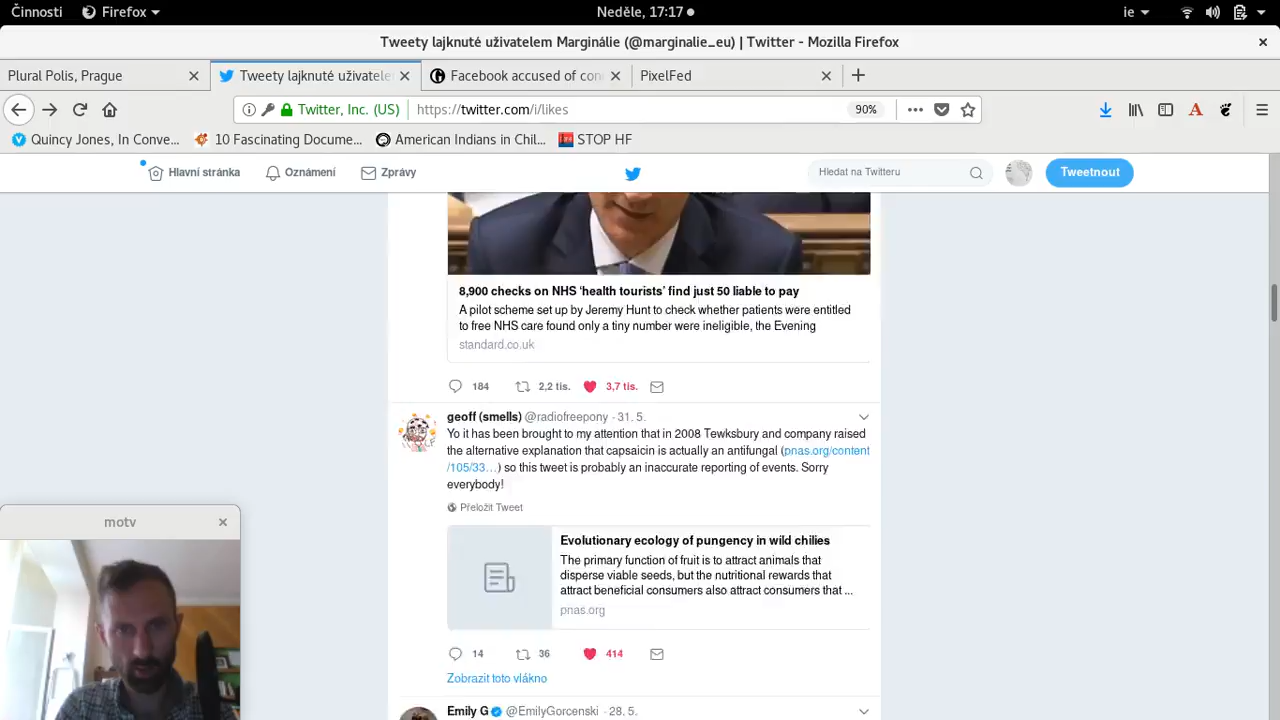 Činnosti Firefox Neděle, 17:17 ie
Tweety lajknuté uživatelem Marginálie (@marginalie_eu) | Twitter - Mozilla Firefox
Plural Polis, Prague Tweety lajknuté uživatele Facebook accused of con PixelFed
Twitter, Inc. (US) https://twitter.com/i/likes 90%
Quincy Jones, In Conve... 10 Fascinating Docume... American Indians in Chil... STOP HF
Hlavní stránka Oznámení Zprávy Hledat na Twitteru Tweetnout
8,900 checks on NHS ‘health tourists’ find just 50 liable to pay
A pilot scheme set up by Jeremy Hunt to check whether patients were entitled
to free NHS care found only a tiny number were ineligible, the Evening
standard.co.uk
184 2,2 tis. 3,7 tis.
geoff (smells) @radiofreepony · 31. 5.
Yo it has been brought to my attention that in 2008 Tewksbury and company raised
the alternative explanation that capsaicin is actually an antifungal (pnas.org/content
/105/33…) so this tweet is probably an inaccurate reporting of events. Sorry
everybody!
Přeložit Tweet
Evolutionary ecology of pungency in wild chilies
The primary function of fruit is to attract animals that
disperse viable seeds, but the nutritional rewards that
attract beneficial consumers also attract consumers that ...
pnas.org
14 36 414
Zobrazit toto vlákno
Emily G @EmilyGorcenski · 28. 5.
motv